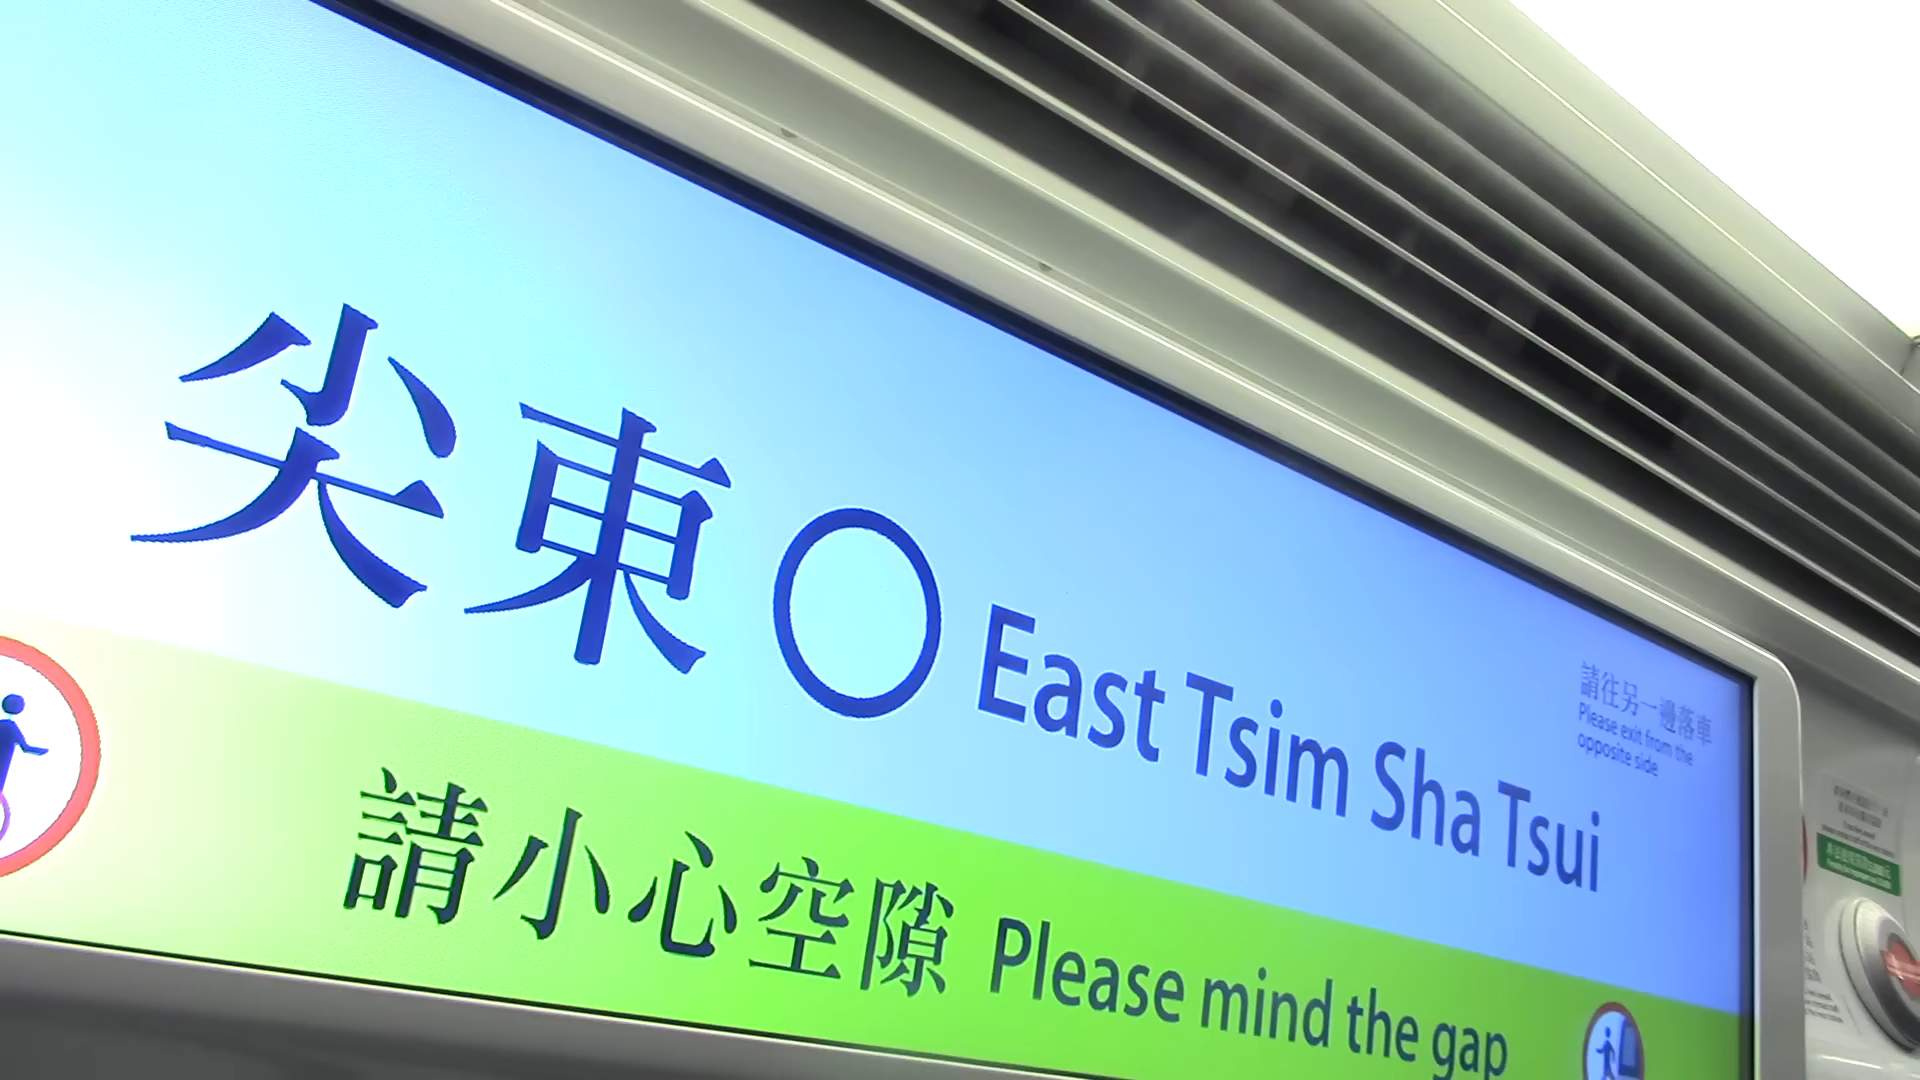 尖東 East Tsim Sha Tsui
請往另一邊落車
Please exit from the
opposite side
請小心空隙 Please mind the gap